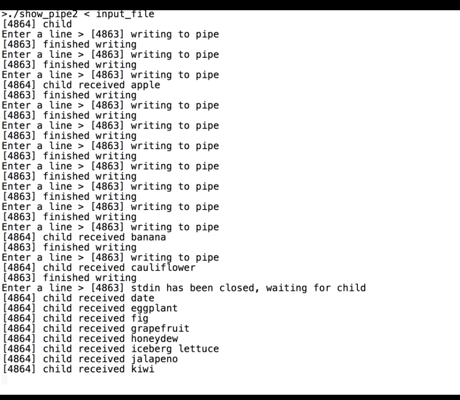 >./show_pipe2 < input_file
[4864] child
Enter a line > [4863] writing to pipe
[4863] finished writing
Enter a line > [4863] writing to pipe
[4863] finished writing
Enter a line > [4863] writing to pipe
[4864] child received apple
[4863] finished writing
Enter a line > [4863] writing to pipe
[4863] finished writing
Enter a line > [4863] writing to pipe
[4863] finished writing
Enter a line > [4863] writing to pipe
[4863] finished writing
Enter a line > [4863] writing to pipe
[4863] finished writing
Enter a line > [4863] writing to pipe
[4863] finished writing
Enter a line > [4863] writing to pipe
[4863] finished writing
Enter a line > [4863] writing to pipe
[4864] child received banana
[4863] finished writing
Enter a line > [4863] writing to pipe
[4864] child received cauliflower
[4863] finished writing
Enter a line > [4863] stdin has been closed, waiting for child
[4864] child received date
[4864] child received eggplant
[4864] child received fig
[4864] child received grapefruit
[4864] child received honeydew
[4864] child received iceberg lettuce
[4864] child received jalapeno
[4864] child received kiwi